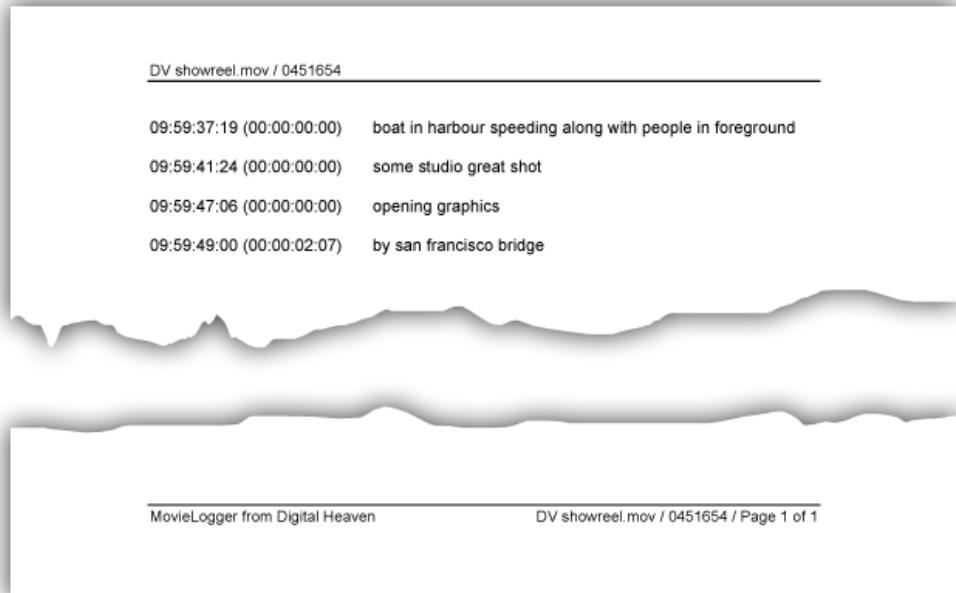 DV showreel.mov / 0451654
09:59:37:19 (00:00:00:00) boat in harbour speeding along with people in foreground
09:59:41:24 (00:00:00:00) some studio great shot
09:59:47:06 (00:00:00:00) opening graphics
09:59:49:00 (00:00:02:07) by san francisco bridge
MovieLogger from Digital Heaven DV showreel.mov / 0451654 / Page 1 of 1